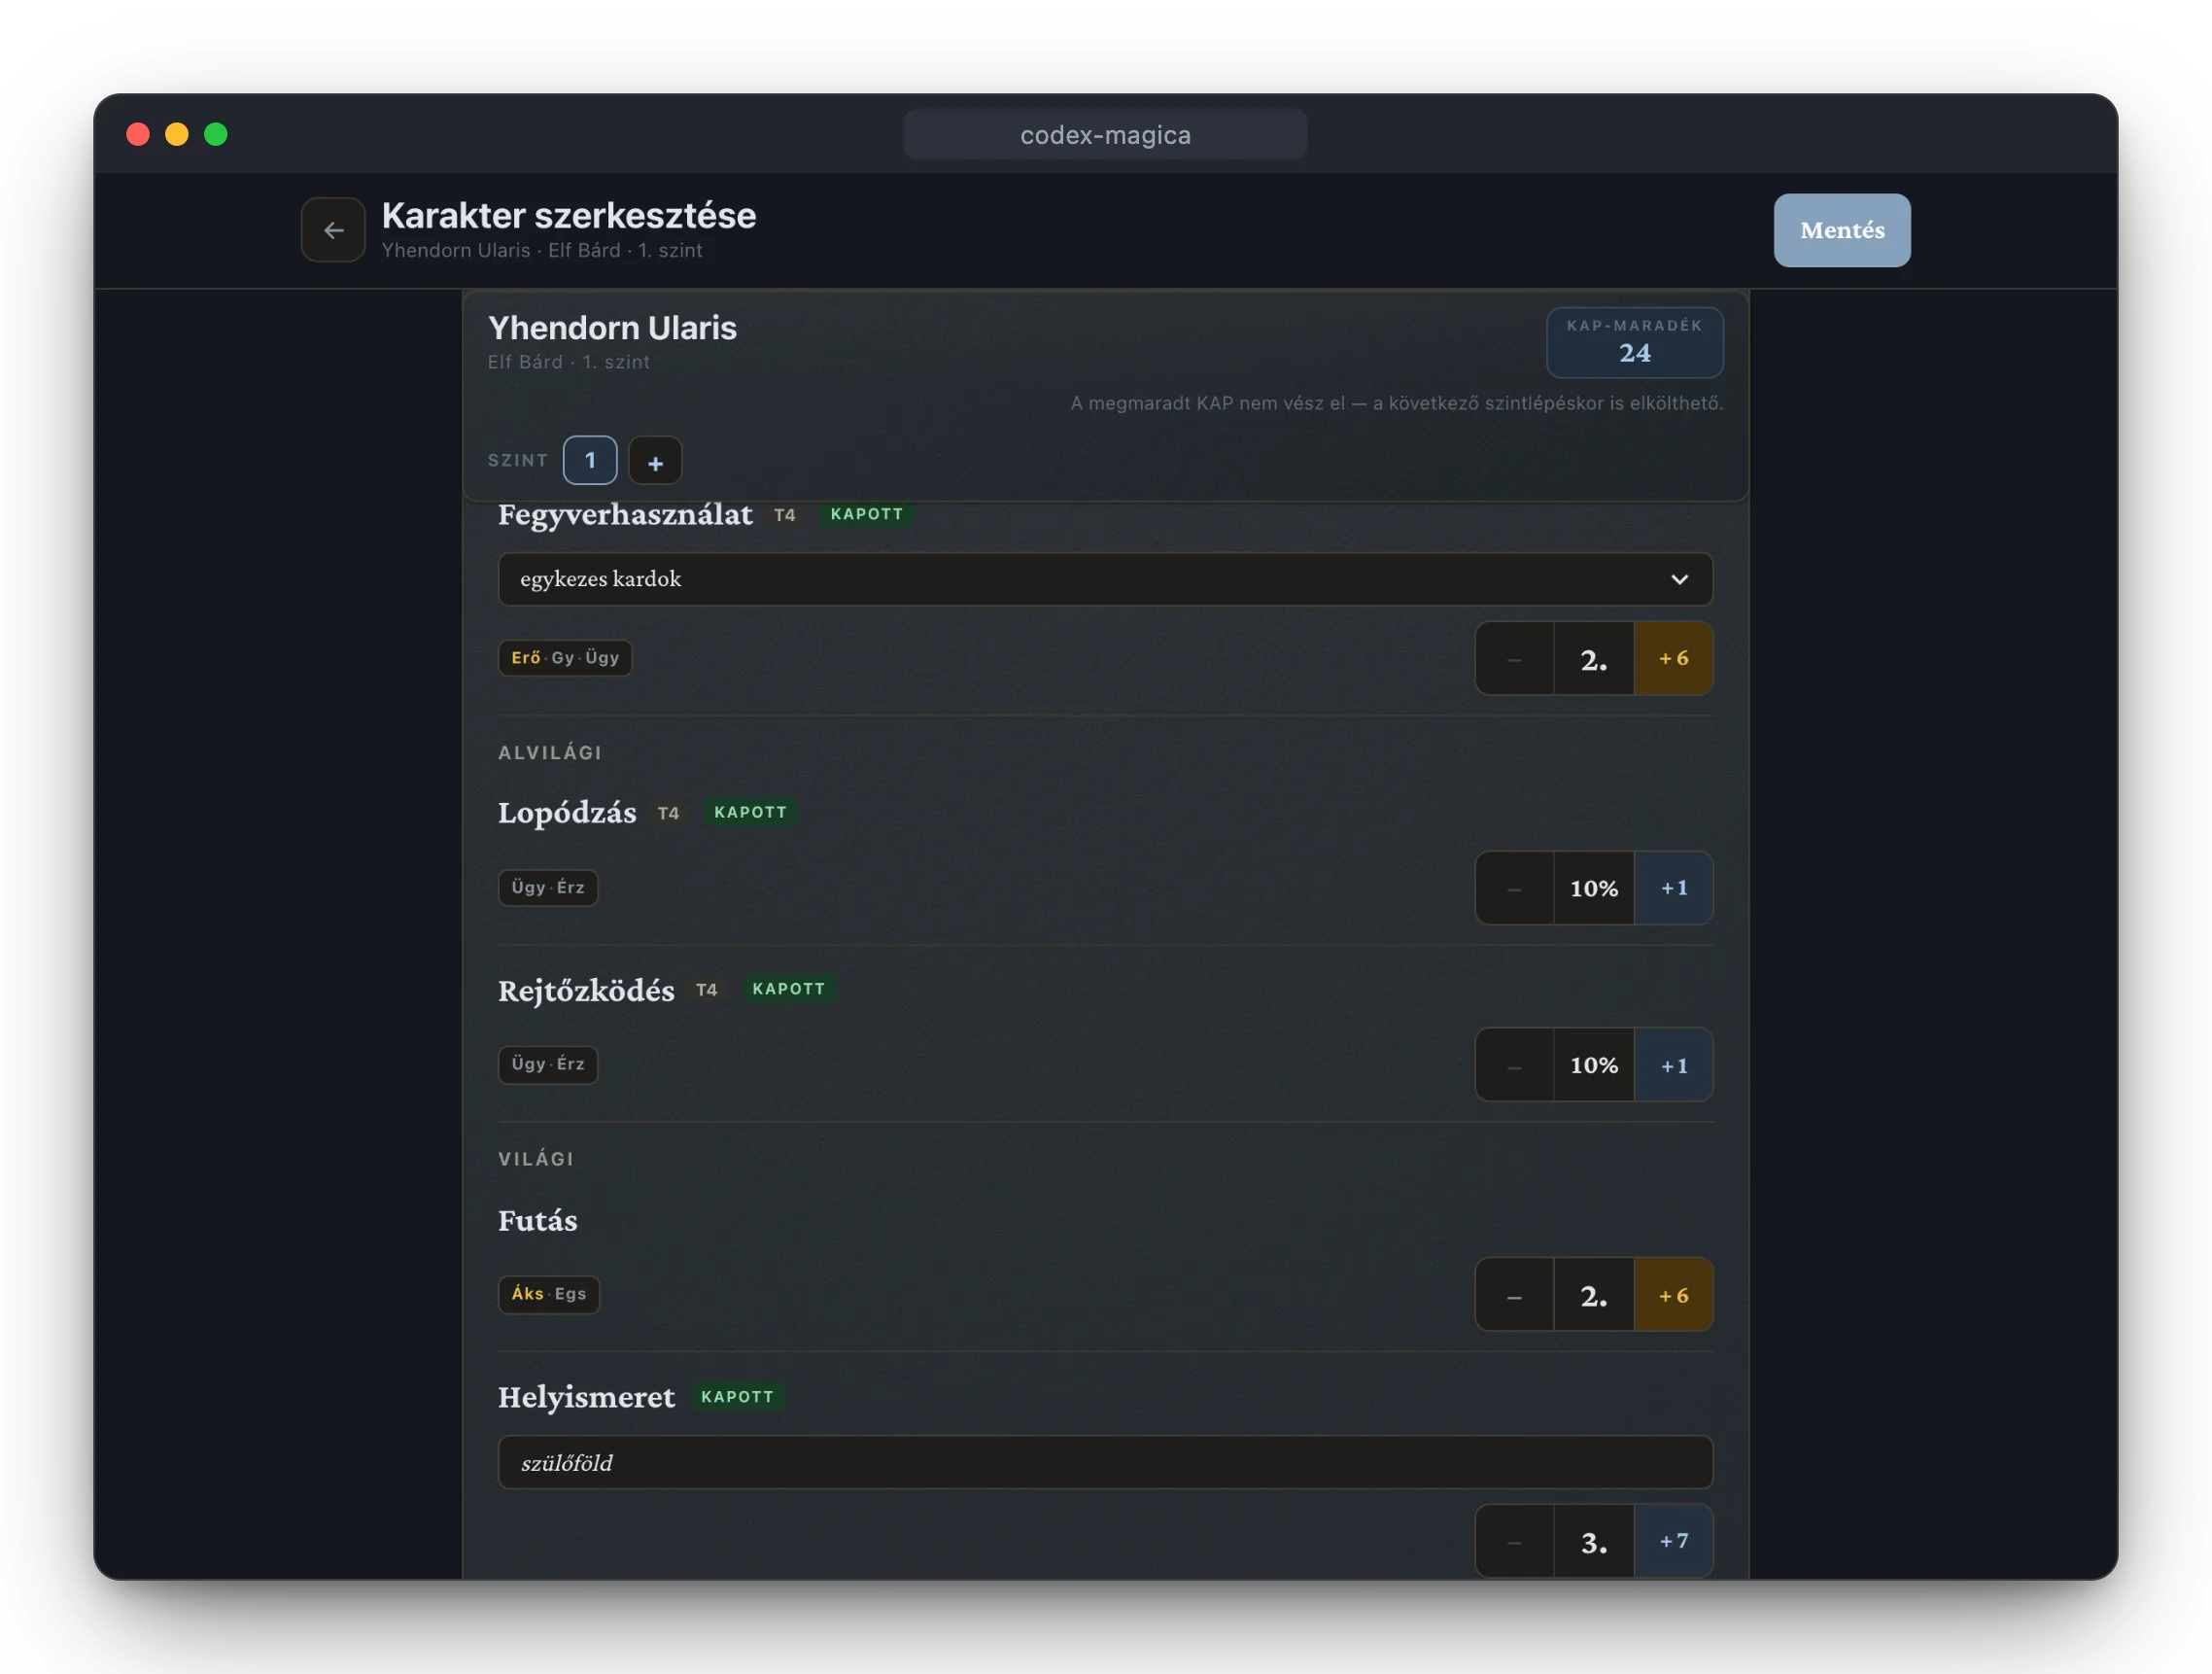 codex-magica
← Karakter szerkesztése
Yhendorn Ularis · Elf Bárd · 1. szint
Mentés
Yhendorn Ularis
Elf Bárd · 1. szint
KAP-MARADÉK
24
A megmaradt KAP nem vész el — a következő szintlépéskor is elkölthető.
SZINT 1 +
Fegyverhasználat T4 KAPOTT
egykezes kardok
Erő · Gy · Ügy
– 2. +6
ALVILÁGI
Lopódzás T4 KAPOTT
Ügy · Érz
– 10% +1
Rejtőzködés T4 KAPOTT
Ügy · Érz
– 10% +1
VILÁGI
Futás
Áks · Egs
– 2. +6
Helyismeret KAPOTT
szülőföld
– 3. +7